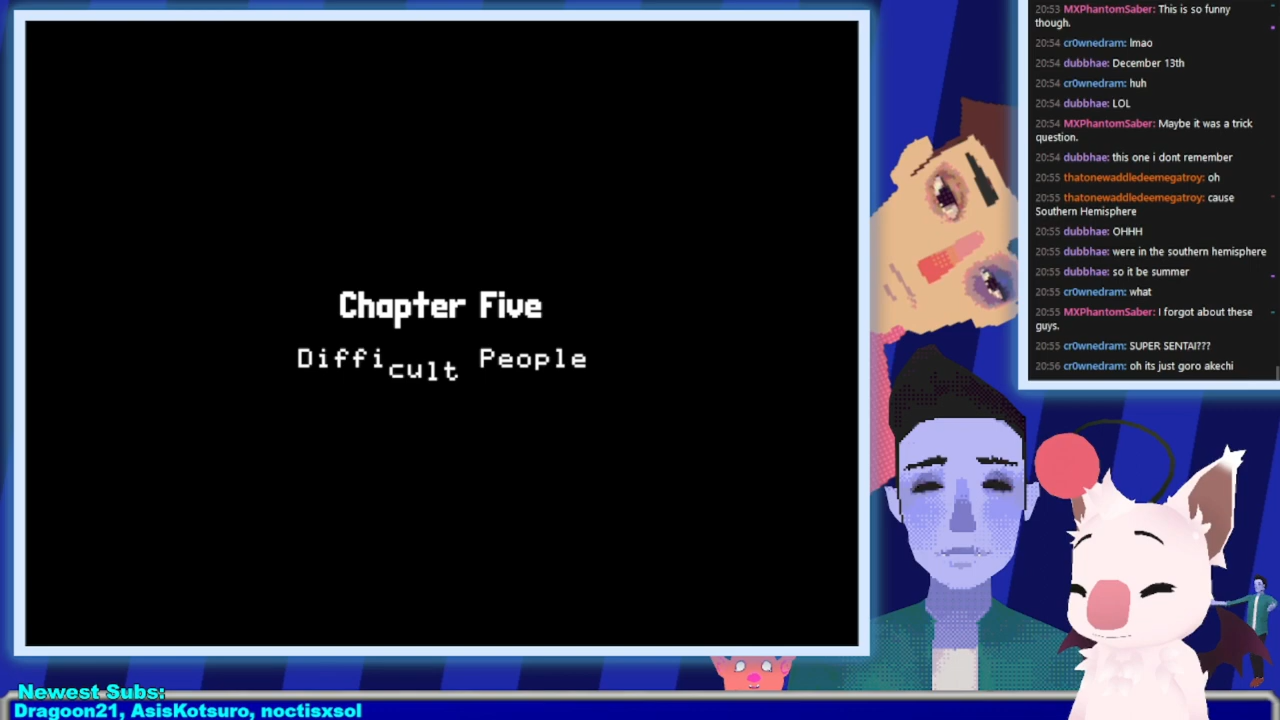 Chapter Five
Difficult People
20:53 MXPhantomSaber: This is so funny
though.
20:54 cr0wnedram: lmao
20:54 dubbhae: December 13th
20:54 cr0wnedram: huh
20:54 dubbhae: LOL
20:54 MXPhantomSaber: Maybe it was a trick
question.
20:54 dubbhae: this one i dont remember
20:55 thatonewaddledeemegatroy: oh
20:55 thatonewaddledeemegatroy: cause
Southern Hemisphere
20:55 dubbhae: OHHH
20:55 dubbhae: were in the southern hemisphere
20:55 dubbhae: so it be summer
20:55 cr0wnedram: what
20:55 MXPhantomSaber: I forgot about these
guys.
20:55 cr0wnedram: SUPER SENTAI???
20:56 cr0wnedram: oh its just goro akechi
Newest Subs:
Dragoon21, AsisKotsuro, noctisxsol